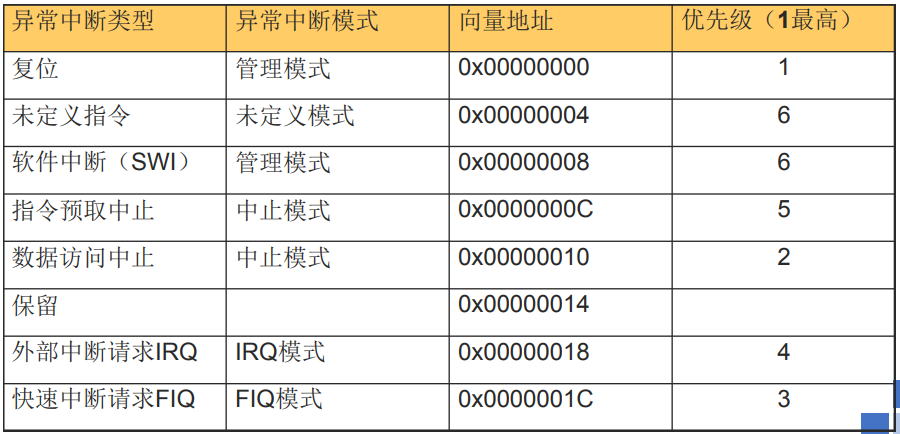 异常中断类型 异常中断模式 向量地址 优先级（1最高）
复位 管理模式 0x00000000 1
未定义指令 未定义模式 0x00000004 6
软件中断（SWI） 管理模式 0x00000008 6
指令预取中止 中止模式 0x0000000C 5
数据访问中止 中止模式 0x00000010 2
保留 0x00000014
外部中断请求IRQ IRQ模式 0x00000018 4
快速中断请求FIQ FIQ模式 0x0000001C 3